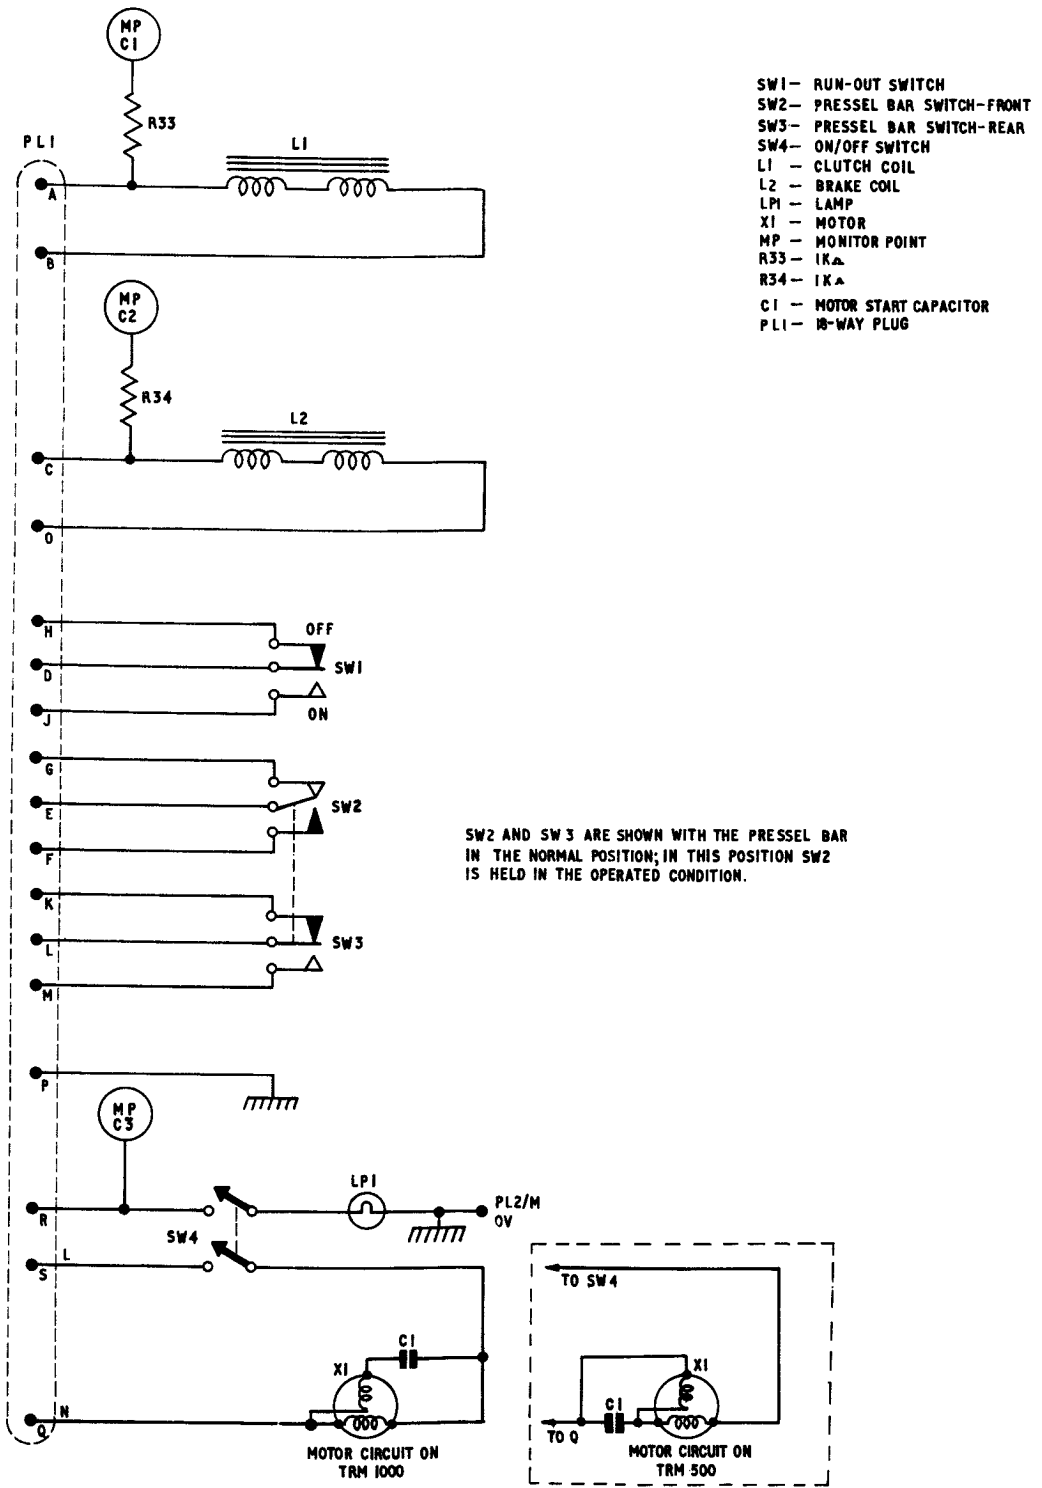 MP
C1
R33
PL1
L1
A
B
SW1— RUN-OUT SWITCH
SW2— PRESSEL BAR SWITCH-FRONT
SW3— PRESSEL BAR SWITCH-REAR
SW4— ON/OFF SWITCH
L1 — CLUTCH COIL
L2 — BRAKE COIL
LP1 — LAMP
X1 — MOTOR
MP — MONITOR POINT
R33— 1KΩ
R34— 1KΩ
C1 — MOTOR START CAPACITOR
PL1— 18-WAY PLUG
MP
C2
R34
L2
C
O
H
OFF
D
SW1
J
ON
G
E
SW2
F
SW2 AND SW3 ARE SHOWN WITH THE PRESSEL BAR
IN THE NORMAL POSITION; IN THIS POSITION SW2
IS HELD IN THE OPERATED CONDITION.
K
L
SW3
M
P
MP
C3
LP1
PL2/M
0V
R
SW4
L
S
TO SW4
C1
X1
N
Q
MOTOR CIRCUIT ON
TRM 1000
X1
C1
TO Q
MOTOR CIRCUIT ON
TRM 500